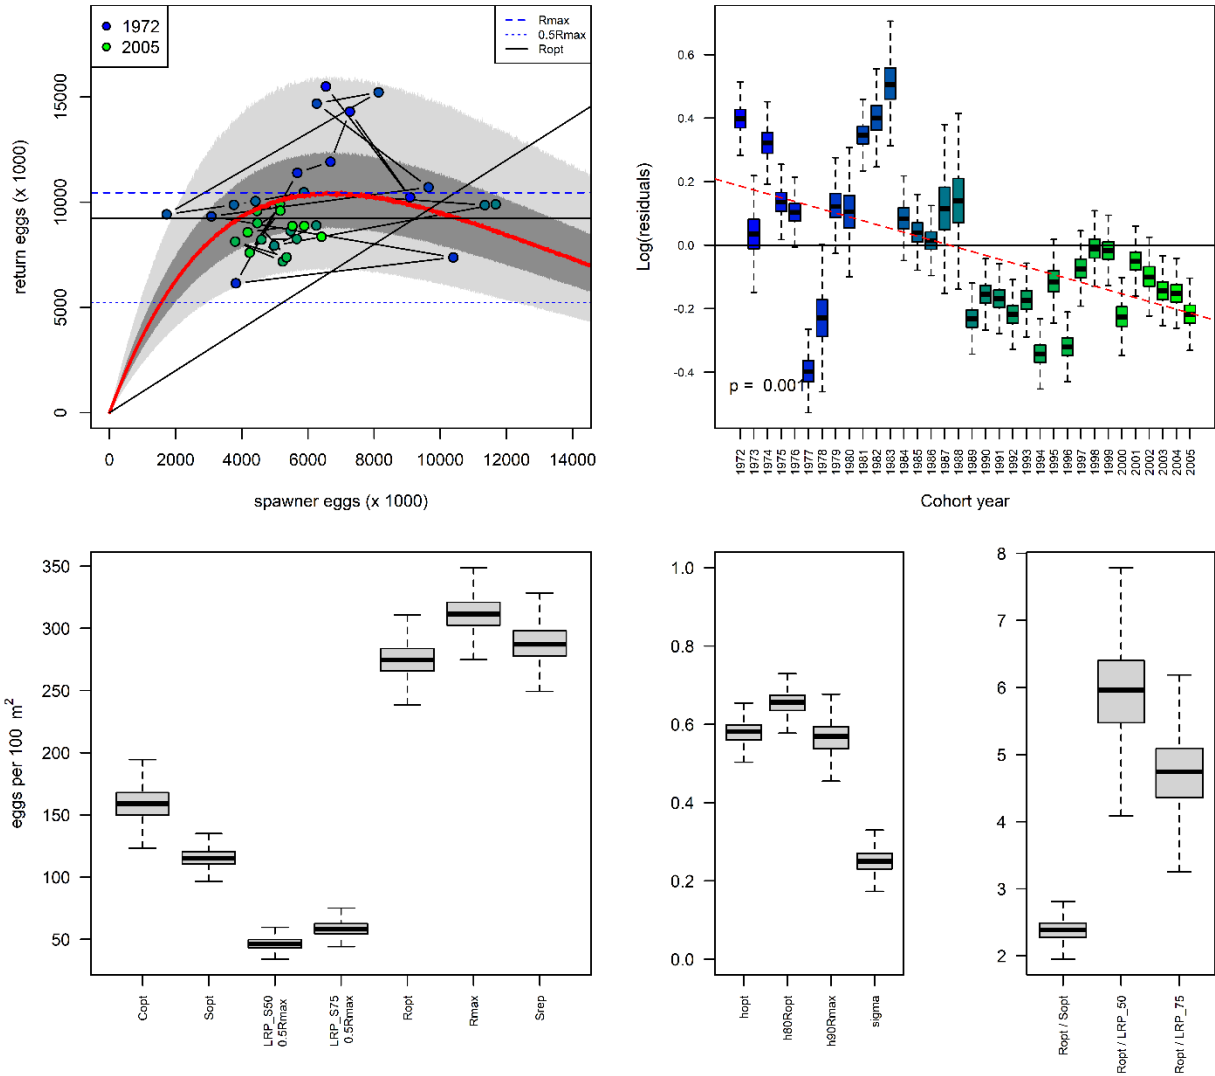 1972
2005
Rmax
0.5Rmax
Ropt
return eggs (x 1000)
15000
10000
5000
0
0 2000 4000 6000 8000 10000 12000 14000
spawner eggs (x 1000)
Log(residuals)
0.6
0.4
0.2
0.0
-0.2
-0.4
p = 0.001
1972 1973 1974 1975 1976 1977 1978 1979 1980 1981 1982 1983 1984 1985 1986 1987 1988 1989 1990 1991 1992 1993 1994 1995 1996 1997 1998 1999 2000 2001 2002 2003 2004 2005
Cohort year
eggs per 100 m²
350
300
250
200
150
100
50
Copt
Sopt
LRP_S50
0.5Rmax
LRP_S75
0.5Rmax
Ropt
Rmax
Srep
1.0
0.8
0.6
0.4
0.2
0.0
hopt
h80Ropt
h90Rmax
sigma
8
7
6
5
4
3
2
Ropt / Sopt
Ropt / LRP_50
Ropt / LRP_75